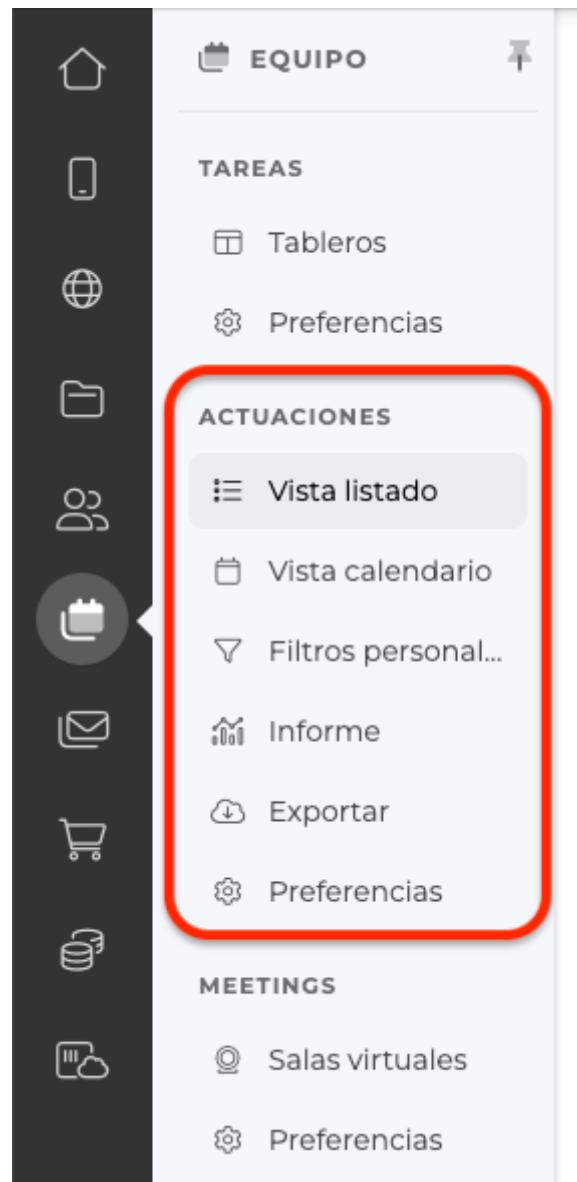 EQUIPO
TAREAS
Tableros
Preferencias
ACTUACIONES
Vista listado
Vista calendario
Filtros personal...
Informe
Exportar
Preferencias
MEETINGS
Salas virtuales
Preferencias